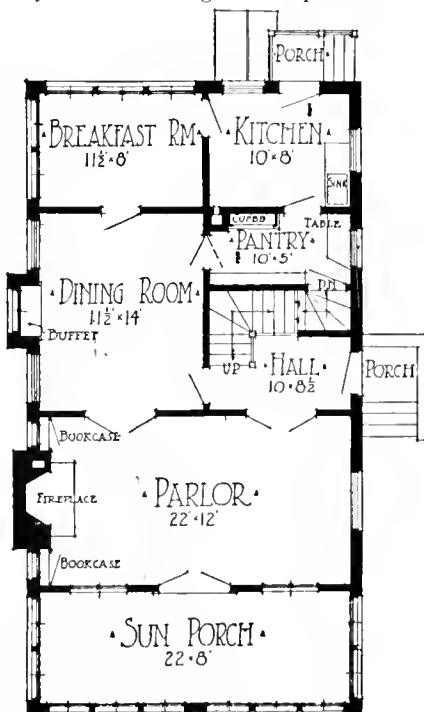 PORCH
BREAKFAST RM
11½'×8'
KITCHEN
10'×8'
SINK
CUPBD
TABLE
PANTRY
10'×5'
DINING ROOM
11½'×14'
DN
BUFFET
UP
HALL
10×8½
PORCH
BOOKCASE
FIREPLACE
PARLOR
22'×12'
BOOKCASE
SUN PORCH
22×8'